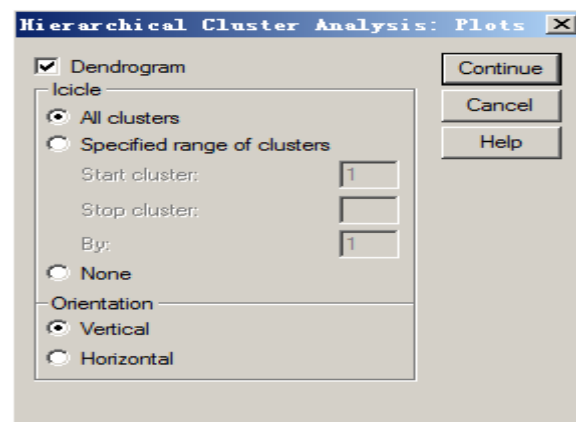 Hierarchical Cluster Analysis: Plots
Dendrogram
Continue
Icicle
Cancel
All clusters
Specified range of clusters
Help
Start cluster: 1
Stop cluster:
By: 1
None
Orientation
Vertical
Horizontal